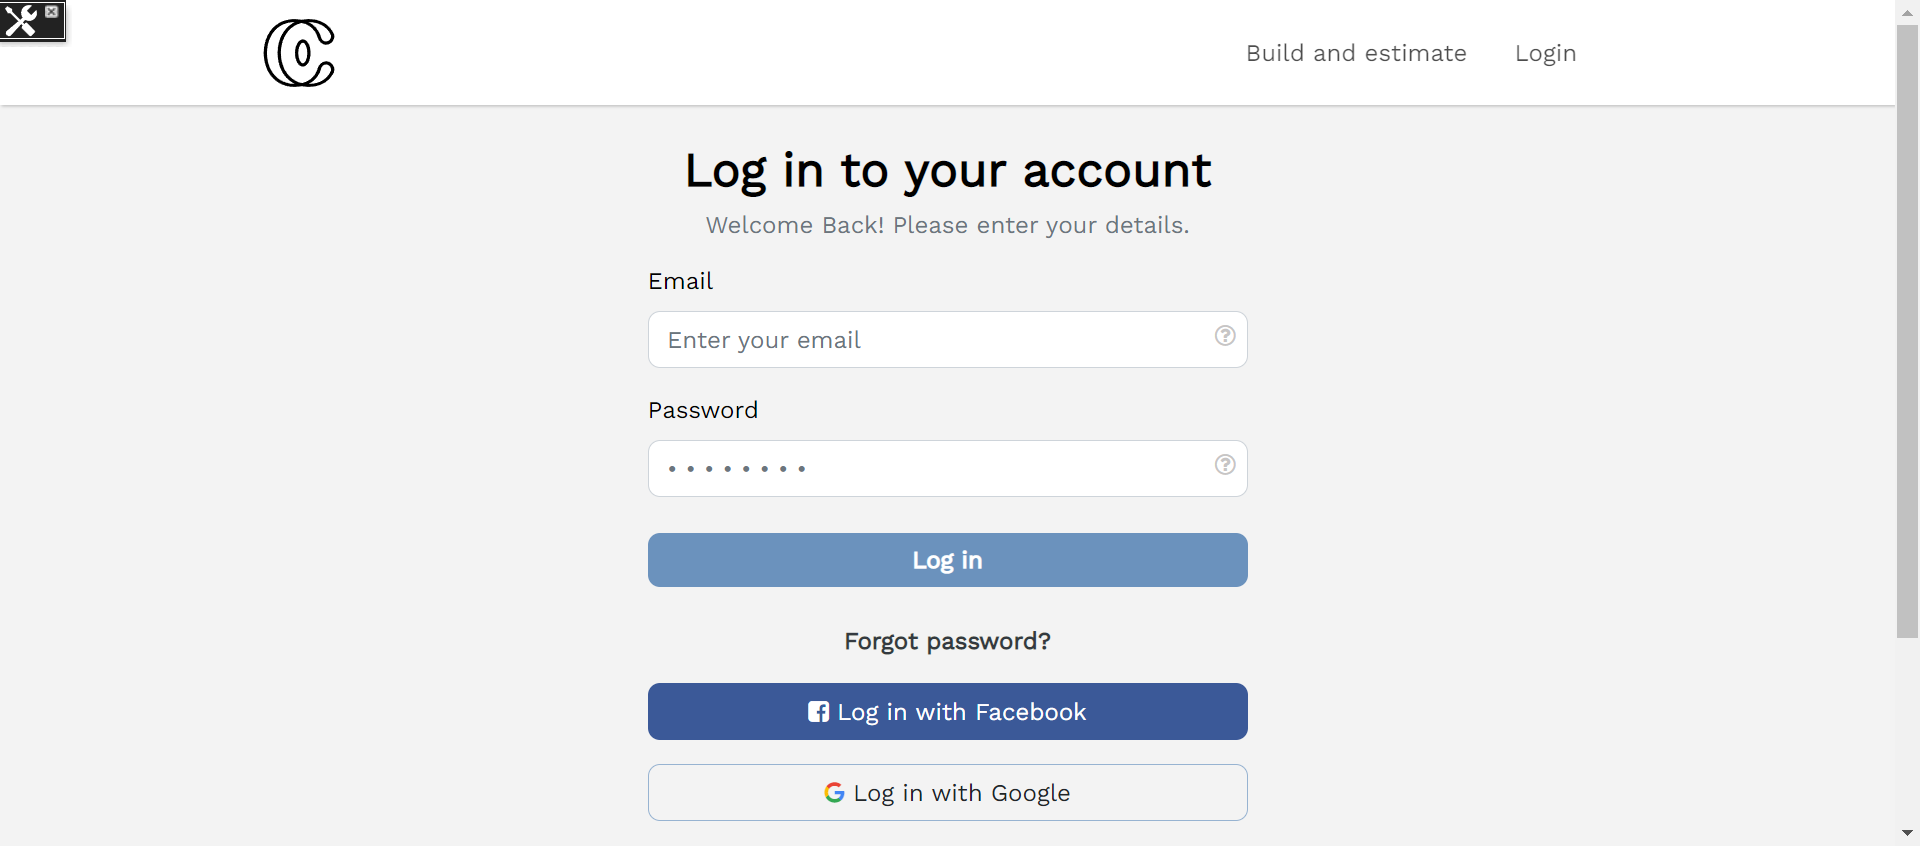 Build and estimate Login
Log in to your account
Welcome Back! Please enter your details.
Email
Enter your email
Password
••••••••
Log in
Forgot password?
Log in with Facebook
Log in with Google